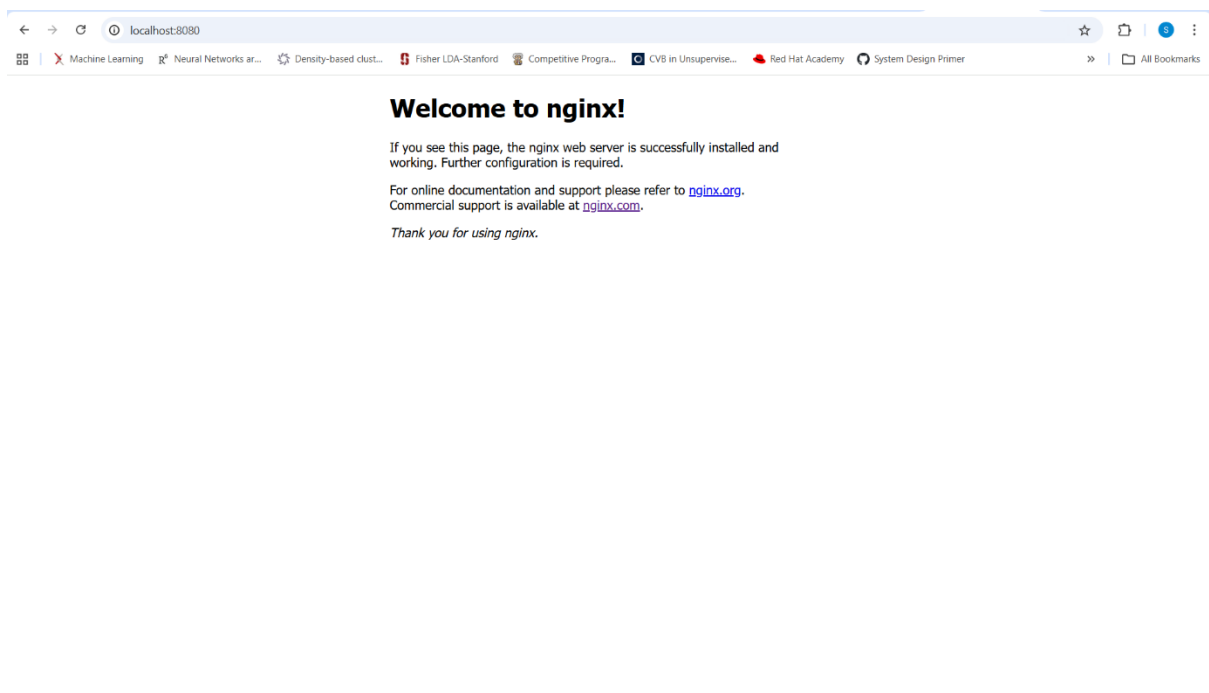 localhost:8080
S
Machine Learning Neural Networks ar... Density-based clust... Fisher LDA-Stanford Competitive Progra... CVB in Unsupervise... Red Hat Academy System Design Primer » All Bookmarks
Welcome to nginx!
If you see this page, the nginx web server is successfully installed and
working. Further configuration is required.
For online documentation and support please refer to nginx.org.
Commercial support is available at nginx.com.
Thank you for using nginx.